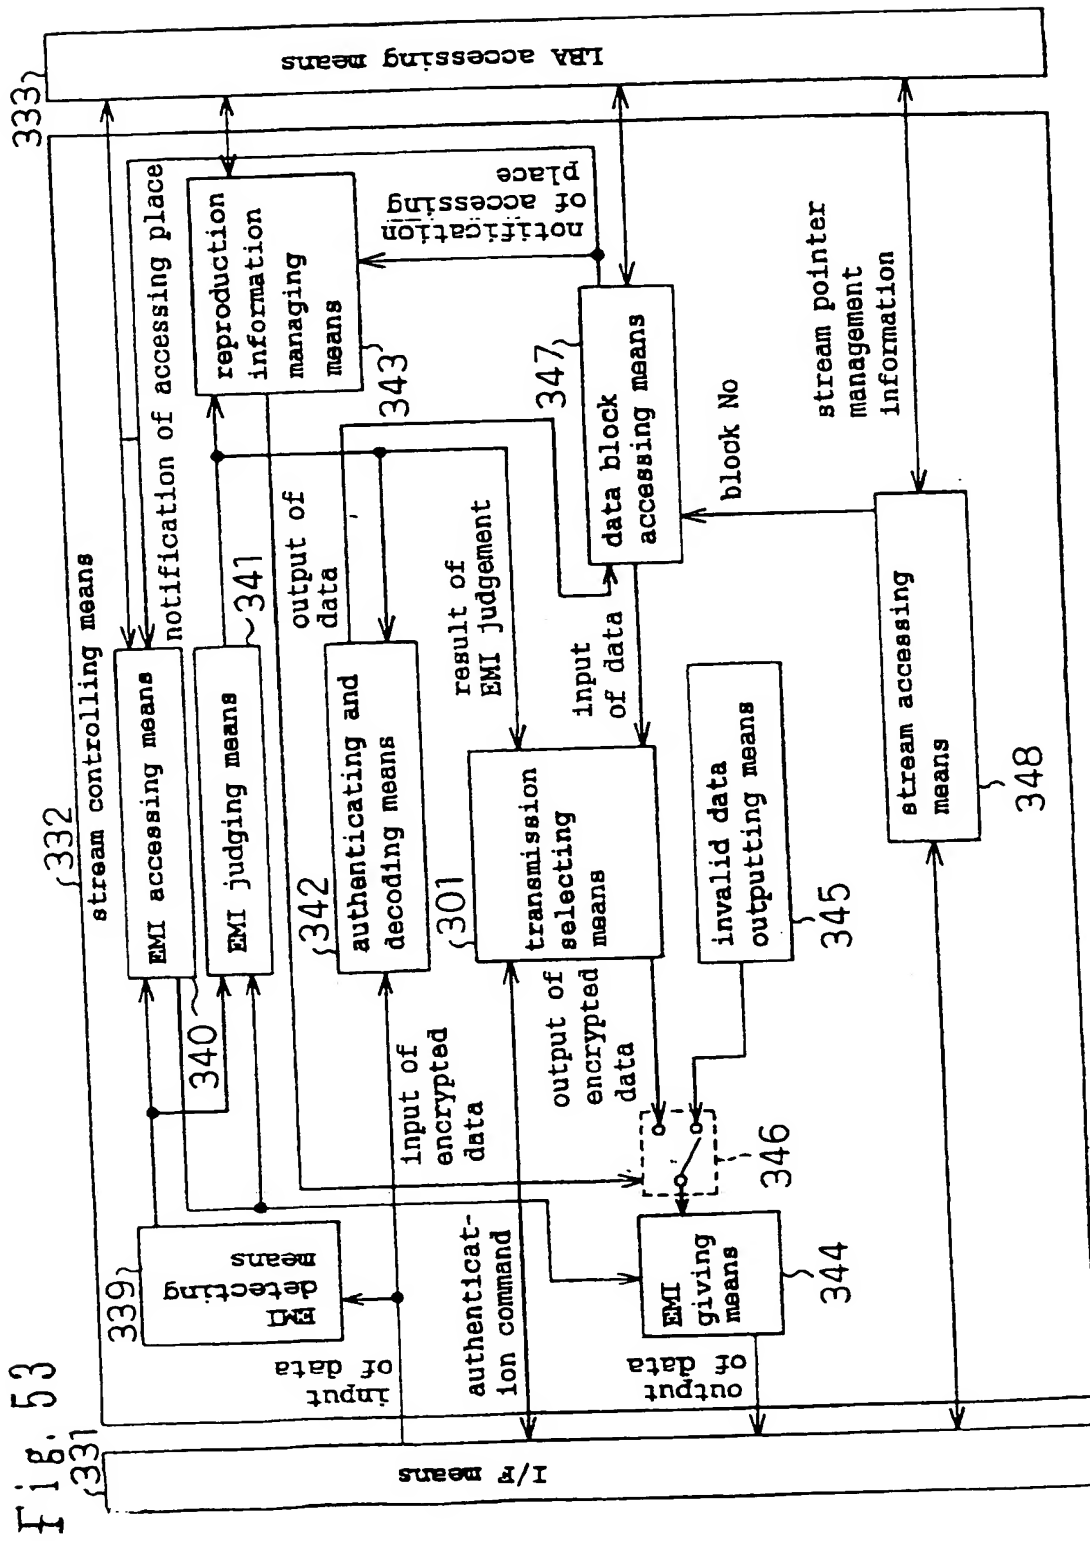 Fig. 53
331
I/F means
332
stream controlling means
333
LBA accessing means
339
EMI
detecting
means
input
of data
EMI accessing means
340
notification of accessing place
EMI judging means
341
reproduction
information
managing
means
343
notification
of accessing
place
output of
data
342
authenticating and
decoding means
input of
encrypted
data
result of
EMI judgement
301
transmission
selecting
means
authenticat-
ion command
output of
encrypted
data
input
of data
347
data block
accessing means
block No
invalid data
outputting means
345
346
EMI
giving
means
344
output
of data
stream accessing
means
348
stream pointer
management
information